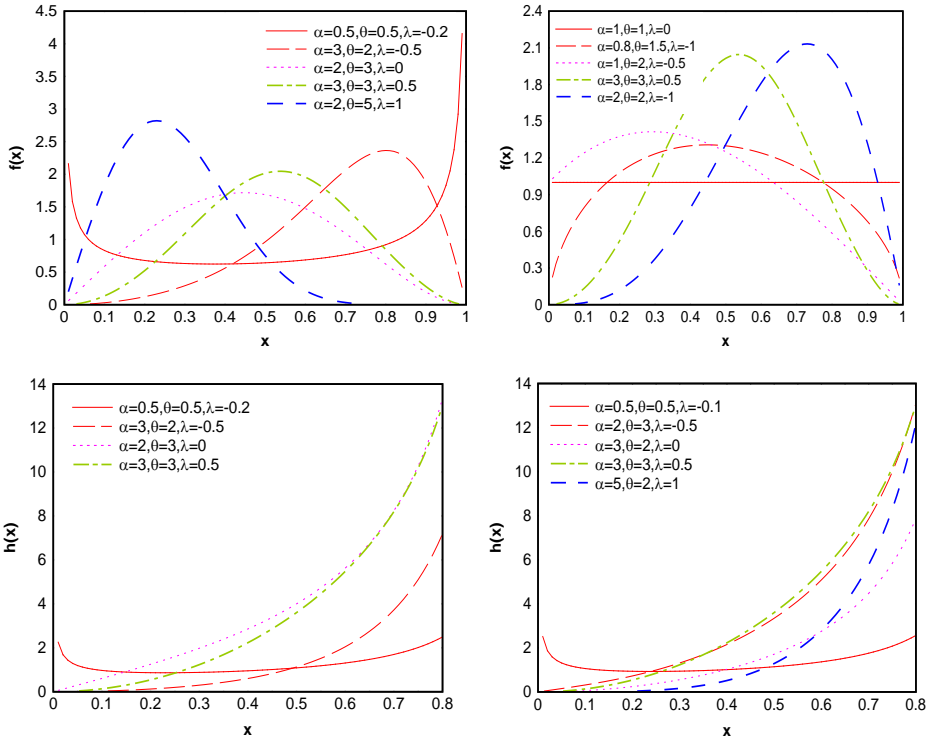 4.5
4
3.5
3
2.5
2
1.5
1
0.5
0
f(x)
α=0.5,θ=0.5,λ=-0.2
α=3,θ=2,λ=-0.5
α=2,θ=3,λ=0
α=3,θ=3,λ=0.5
α=2,θ=5,λ=1
0 0.1 0.2 0.3 0.4 0.5 0.6 0.7 0.8 0.9 1
x
2.4
2.1
1.8
1.5
1.2
0.9
0.6
0.3
0
f(x)
α=1,θ=1,λ=0
α=0.8,θ=1.5,λ=-1
α=1,θ=2,λ=-0.5
α=3,θ=3,λ=0.5
α=2,θ=2,λ=-1
0 0.1 0.2 0.3 0.4 0.5 0.6 0.7 0.8 0.9 1
x
14
12
10
8
6
4
2
0
h(x)
α=0.5,θ=0.5,λ=-0.2
α=3,θ=2,λ=-0.5
α=2,θ=3,λ=0
α=3,θ=3,λ=0.5
0 0.1 0.2 0.3 0.4 0.5 0.6 0.7 0.8
x
14
12
10
8
6
4
2
0
h(x)
α=0.5,θ=0.5,λ=-0.1
α=2,θ=3,λ=-0.5
α=3,θ=2,λ=0
α=3,θ=3,λ=0.5
α=5,θ=2,λ=1
0 0.1 0.2 0.3 0.4 0.5 0.6 0.7 0.8
x